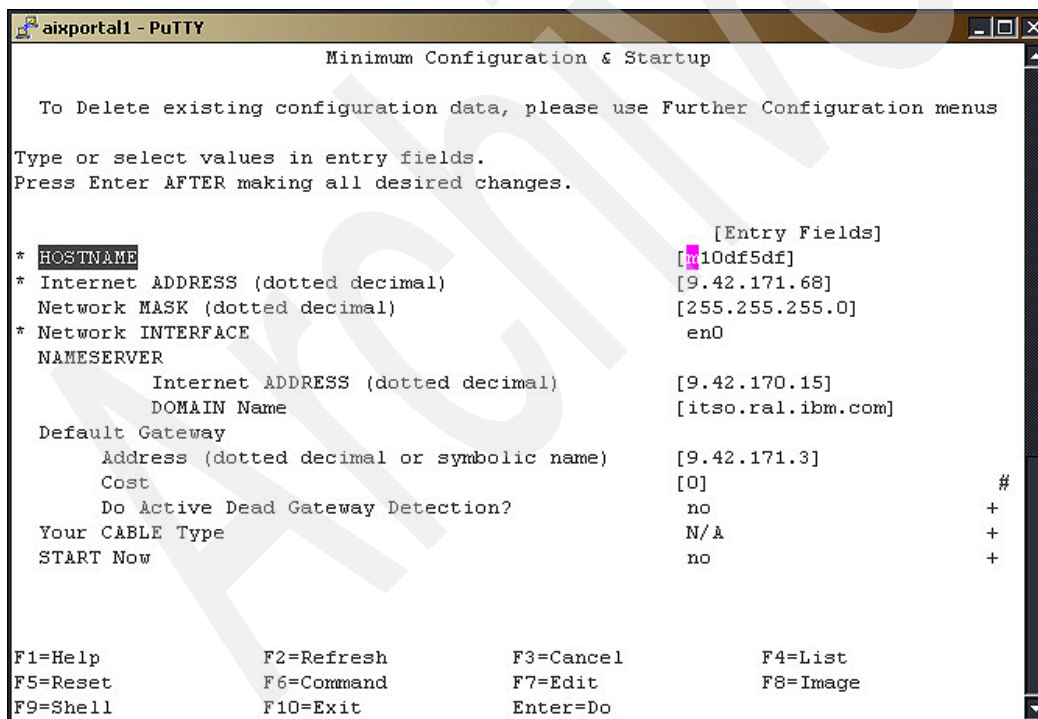 aixportal1 - PuTTY
Minimum Configuration & Startup
To Delete existing configuration data, please use Further Configuration menus
Type or select values in entry fields.
Press Enter AFTER making all desired changes.
[Entry Fields]
* HOSTNAME [m10df5df]
* Internet ADDRESS (dotted decimal) [9.42.171.68]
Network MASK (dotted decimal) [255.255.255.0]
* Network INTERFACE en0
NAMESERVER
Internet ADDRESS (dotted decimal) [9.42.170.15]
DOMAIN Name [itso.ral.ibm.com]
Default Gateway
Address (dotted decimal or symbolic name) [9.42.171.3]
Cost [0] #
Do Active Dead Gateway Detection? no +
Your CABLE Type N/A +
START Now no +
F1=Help F2=Refresh F3=Cancel F4=List
F5=Reset F6=Command F7=Edit F8=Image
F9=Shell F10=Exit Enter=Do
Archive